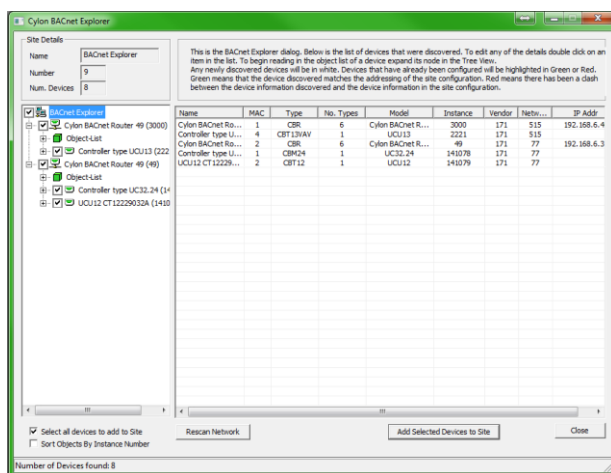 Cylon BACnet Explorer
Site Details
Name BACnet Explorer
Number 9
Num. Devices 8
This is the BACnet Explorer dialog. Below is the list of devices that were discovered. To edit any of the details double click on an
item in the list. To begin reading in the object list of a device expand its node in the Tree View.
Any newly discovered devices will be in white. Devices that have already been configured will be highlighted in Green or Red.
Green means that the device discovered matches the addressing of the site configuration. Red means there has been a clash
between the device information discovered and the device information in the site configuration.
BACnet Explorer
Cylon BACnet Router 49 (3000)
Object-List
Controller type UCU13 (222
Cylon BACnet Router 49 (49)
Object-List
Controller type UC32.24 (14
UCU12 CT12229032A (1410
Name MAC Type No. Types Model Instance Vendor Netw... IP Addr
Cylon BACnet Ro... 1 CBR 6 Cylon BACnet R... 3000 171 515 192.168.6.4
Controller type U... 4 CBT13VAV 1 UCU13 2221 171 515
Cylon BACnet Ro... 2 CBR 6 Cylon BACnet R... 49 171 77 192.168.6.3
Controller type U... 1 CBM24 1 UC32.24 141078 171 77
UCU12 CT12229... 2 CBT12 1 UCU12 141079 171 77
Select all devices to add to Site
Sort Objects By Instance Number
Rescan Network
Add Selected Devices to Site
Close
Number of Devices found: 8